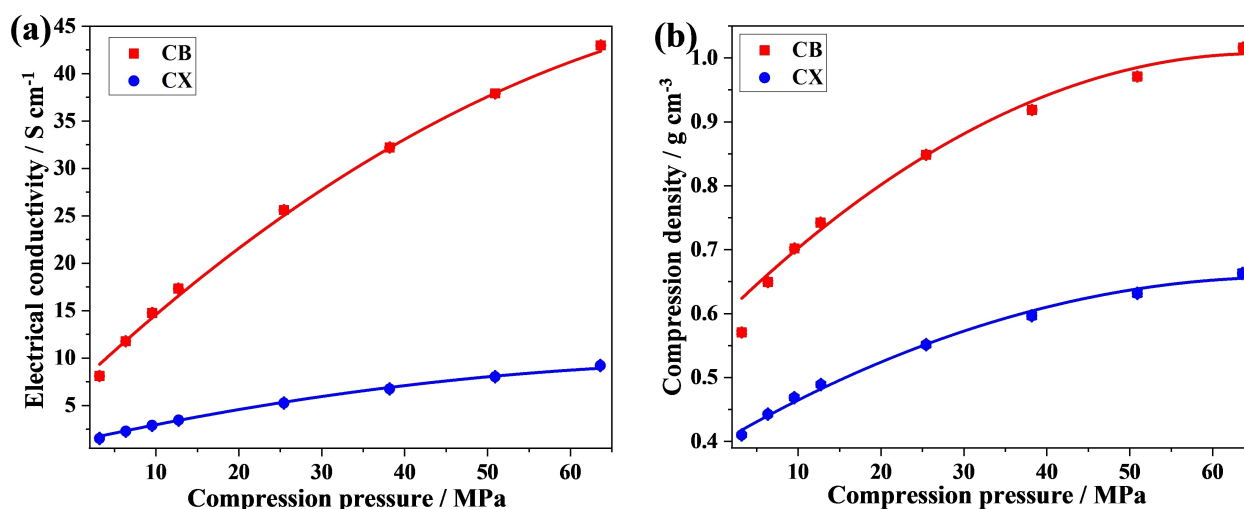 (a)
CB
CX
Electrical conductivity / S cm⁻¹
45
40
35
30
25
20
15
10
5
10 20 30 40 50 60
Compression pressure / MPa
(b)
CB
CX
Compression density / g cm⁻³
1.0
0.9
0.8
0.7
0.6
0.5
0.4
10 20 30 40 50 60
Compression pressure / MPa